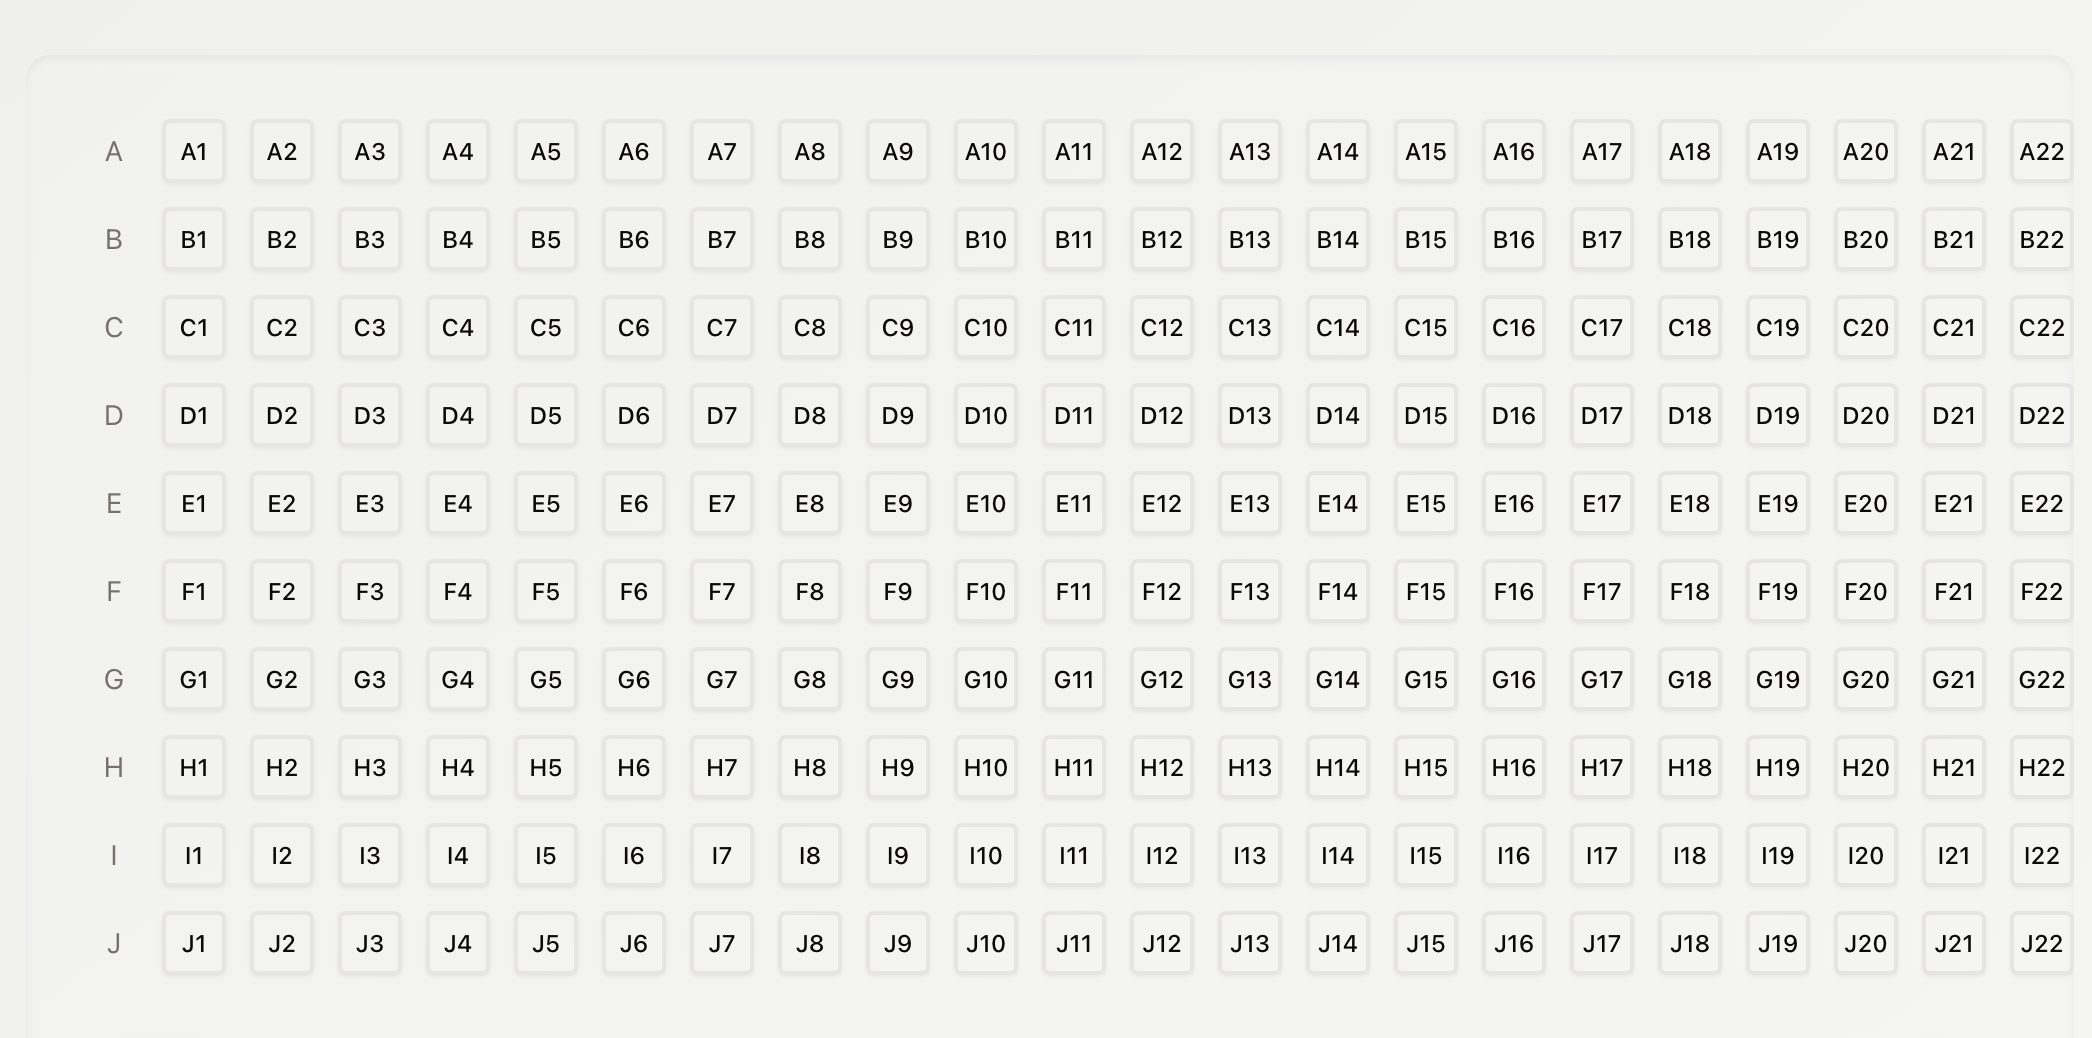 A A1 A2 A3 A4 A5 A6 A7 A8 A9 A10 A11 A12 A13 A14 A15 A16 A17 A18 A19 A20 A21 A22
B B1 B2 B3 B4 B5 B6 B7 B8 B9 B10 B11 B12 B13 B14 B15 B16 B17 B18 B19 B20 B21 B22
C C1 C2 C3 C4 C5 C6 C7 C8 C9 C10 C11 C12 C13 C14 C15 C16 C17 C18 C19 C20 C21 C22
D D1 D2 D3 D4 D5 D6 D7 D8 D9 D10 D11 D12 D13 D14 D15 D16 D17 D18 D19 D20 D21 D22
E E1 E2 E3 E4 E5 E6 E7 E8 E9 E10 E11 E12 E13 E14 E15 E16 E17 E18 E19 E20 E21 E22
F F1 F2 F3 F4 F5 F6 F7 F8 F9 F10 F11 F12 F13 F14 F15 F16 F17 F18 F19 F20 F21 F22
G G1 G2 G3 G4 G5 G6 G7 G8 G9 G10 G11 G12 G13 G14 G15 G16 G17 G18 G19 G20 G21 G22
H H1 H2 H3 H4 H5 H6 H7 H8 H9 H10 H11 H12 H13 H14 H15 H16 H17 H18 H19 H20 H21 H22
I I1 I2 I3 I4 I5 I6 I7 I8 I9 I10 I11 I12 I13 I14 I15 I16 I17 I18 I19 I20 I21 I22
J J1 J2 J3 J4 J5 J6 J7 J8 J9 J10 J11 J12 J13 J14 J15 J16 J17 J18 J19 J20 J21 J22